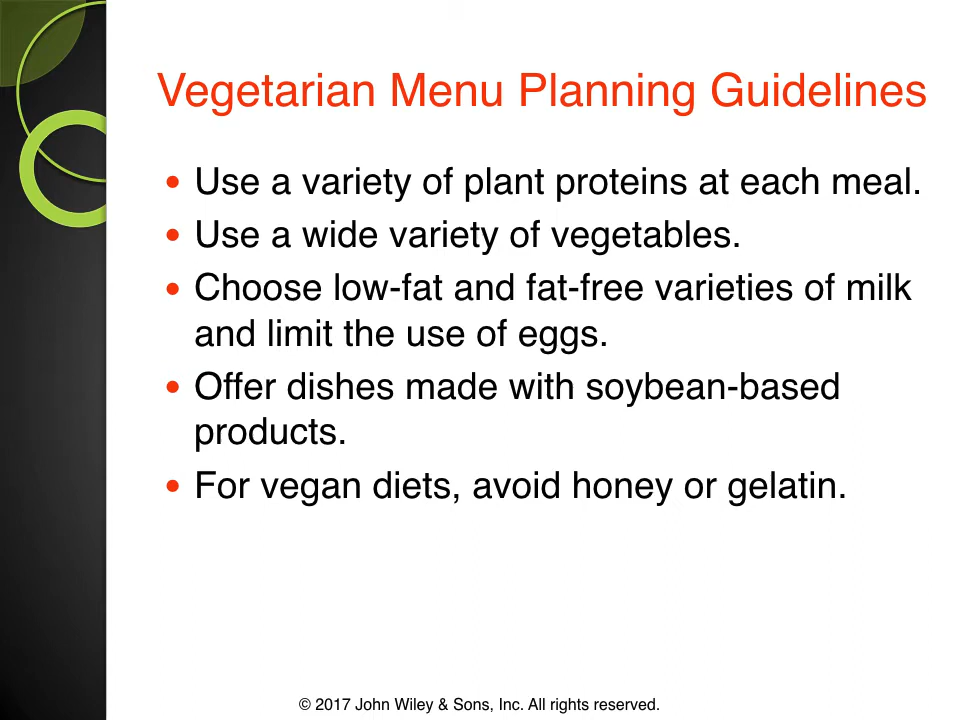 Vegetarian Menu Planning Guidelines
• Use a variety of plant proteins at each meal.
• Use a wide variety of vegetables.
• Choose low-fat and fat-free varieties of milk
and limit the use of eggs.
• Offer dishes made with soybean-based
products.
• For vegan diets, avoid honey or gelatin.
© 2017 John Wiley & Sons, Inc. All rights reserved.